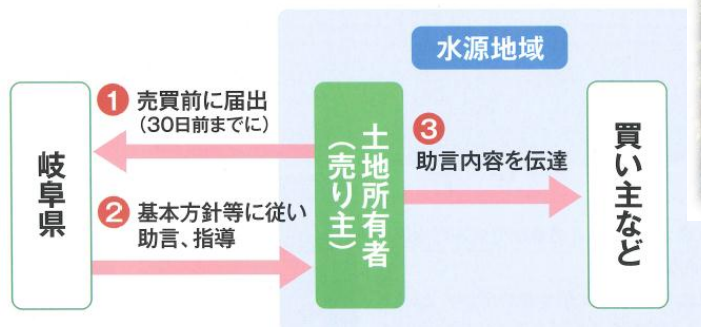 水源地域
岐阜県
1 売買前に届出
(30日前までに)
2 基本方針等に従い
助言、指導
土地所有者
(売り主)
3
助言内容を伝達
買い主など